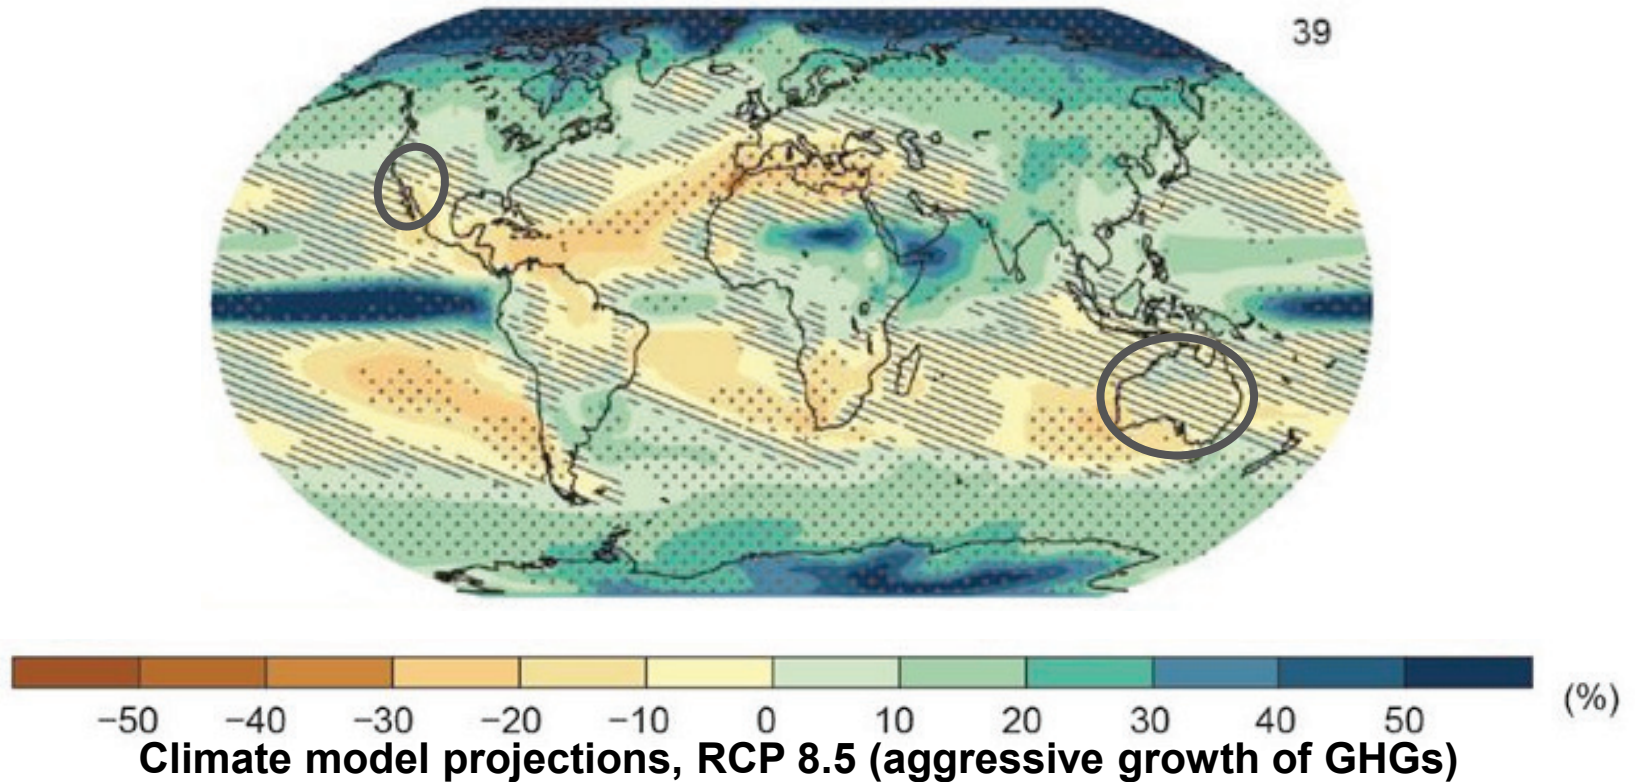 39
−50 −40 −30 −20 −10 0 10 20 30 40 50
(%)
Climate model projections, RCP 8.5 (aggressive growth of GHGs)